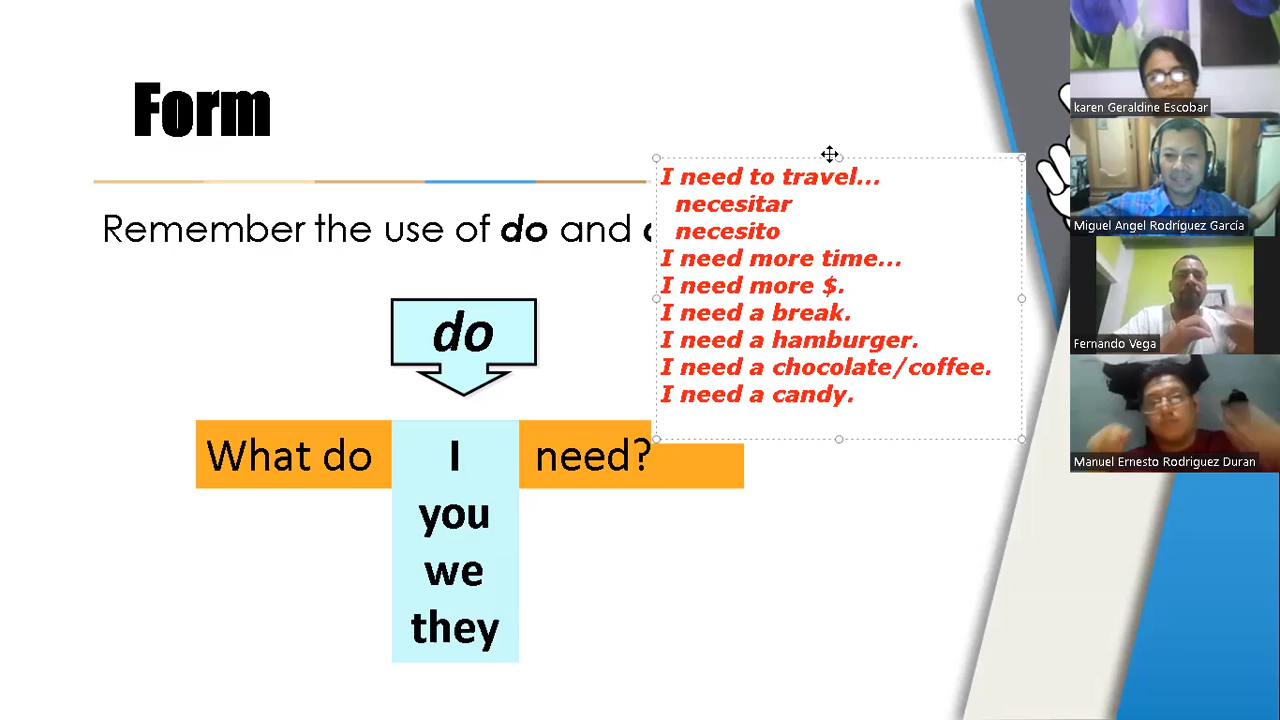 Form
Remember the use of do and
I need to travel...
necesitar
necesito
I need more time...
I need more $.
I need a break.
I need a hamburger.
I need a chocolate/coffee.
I need a candy.
do
What do I need?
you
we
they
karen Geraldine Escobar
Miguel Angel Rodríguez García
Fernando Vega
Manuel Ernesto Rodriguez Duran